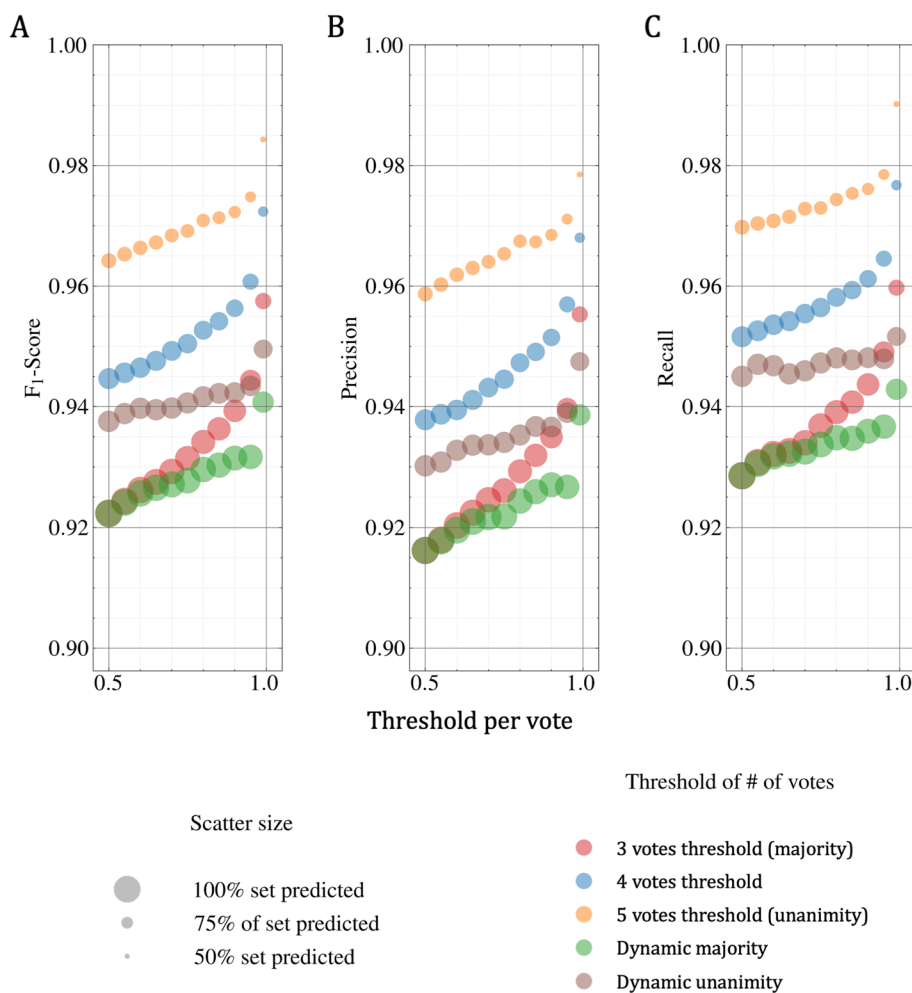 A B C
1.00 1.00 1.00
0.98 0.98 0.98
0.96 0.96 0.96
F1-Score Precision Recall
0.94 0.94 0.94
0.92 0.92 0.92
0.90 0.90 0.90
0.5 1.0 0.5 1.0 0.5 1.0
Threshold per vote
Scatter size
100% set predicted
75% of set predicted
50% set predicted
Threshold of # of votes
3 votes threshold (majority)
4 votes threshold
5 votes threshold (unanimity)
Dynamic majority
Dynamic unanimity